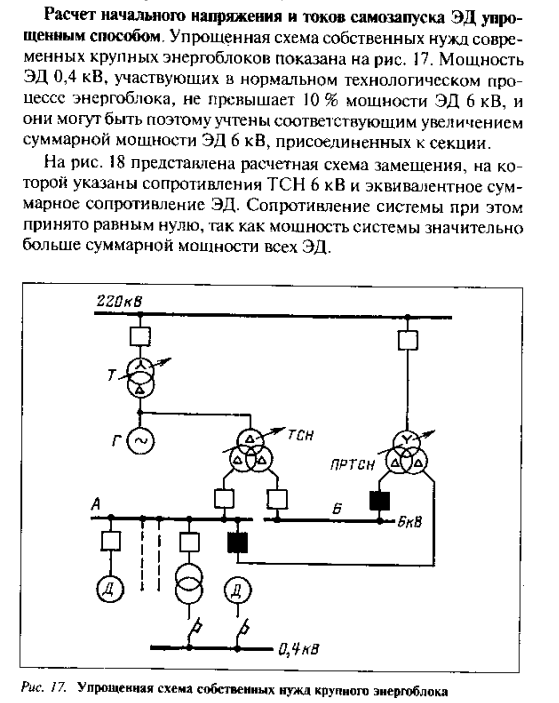 Расчет начального напряжения и токов самозапуска ЭД упро-
щенным способом. Упрощенная схема собственных нужд совре-
менных крупных энергоблоков показана на рис. 17. Мощность
ЭД 0,4 кВ, участвующих в нормальном технологическом про-
цессе энергоблока, не превышает 10 % мощности ЭД 6 кВ, и
они могут быть поэтому учтены соответствующим увеличением
суммарной мощности ЭД 6 кВ, присоединенных к секции.
На рис. 18 представлена расчетная схема замещения, на ко-
торой указаны сопротивления ТСН 6 кВ и эквивалентное сум-
марное сопротивление ЭД. Сопротивление системы при этом
принято равным нулю, так как мощность системы значительно
больше суммарной мощности всех ЭД.
220кВ
Т
Г
ТСН
ПРТСН
А
Б
6кВ
Д
Д
0,4кВ
Рис. 17. Упрощенная схема собственных нужд крупного энергоблока